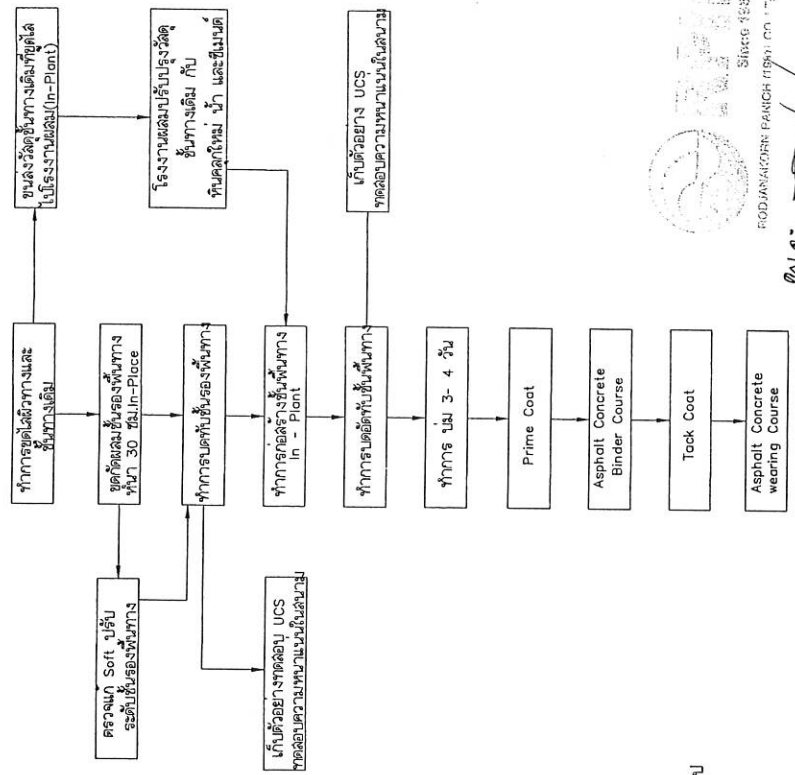 ทำการขุดไสผิวทางและ
ชั้นทางเดิม
ขนส่งวัสดุชั้นทางเดิมที่ขุดไส
ไปโรงงานผสม(In-Plant)
ขุดกัดผสมชั้นรองพื้นทาง
หนา 30 ซม.In-Place
โรงงานผสมปรับปรุงวัสดุ
ชั้นทางเดิม กับ
หินคลุกใหม่ น้ำ และซีเมนต์
ตรวจแก้ Soft ปรับ
ระดับชั้นรองพื้นทาง
ทำการบดทับชั้นรองพื้นทาง
เก็บตัวอย่างทดสอบ UCS
ทดสอบความหนาแน่นในสนาม
ทำการก่อสร้างชั้นพื้นทาง
In - Plant
ทำการบดอัดทับชั้นพื้นทาง
เก็บตัวอย่าง UCS
ทดสอบความหนาแน่นในสนาม
ทำการ บ่ม 3- 4 วัน
Prime Coat
Asphalt Concrete
Binder Course
Tack Coat
Asphalt Concrete
wearing Course
Since
RODJANAKORN PANICH